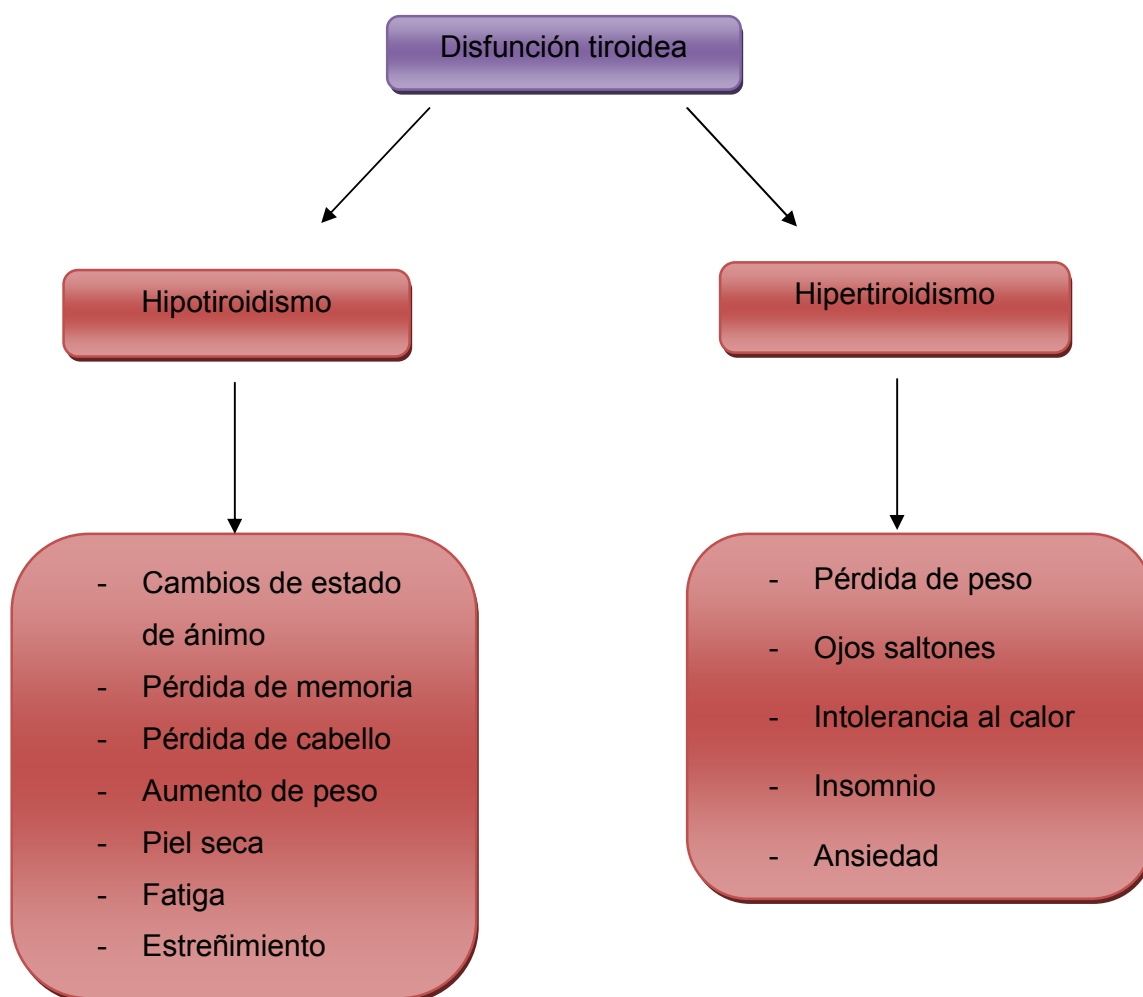 Disfunción tiroidea
Hipotiroidismo
Hipertiroidismo
- Cambios de estado
de ánimo
- Pérdida de memoria
- Pérdida de cabello
- Aumento de peso
- Piel seca
- Fatiga
- Estreñimiento
- Pérdida de peso
- Ojos saltones
- Intolerancia al calor
- Insomnio
- Ansiedad